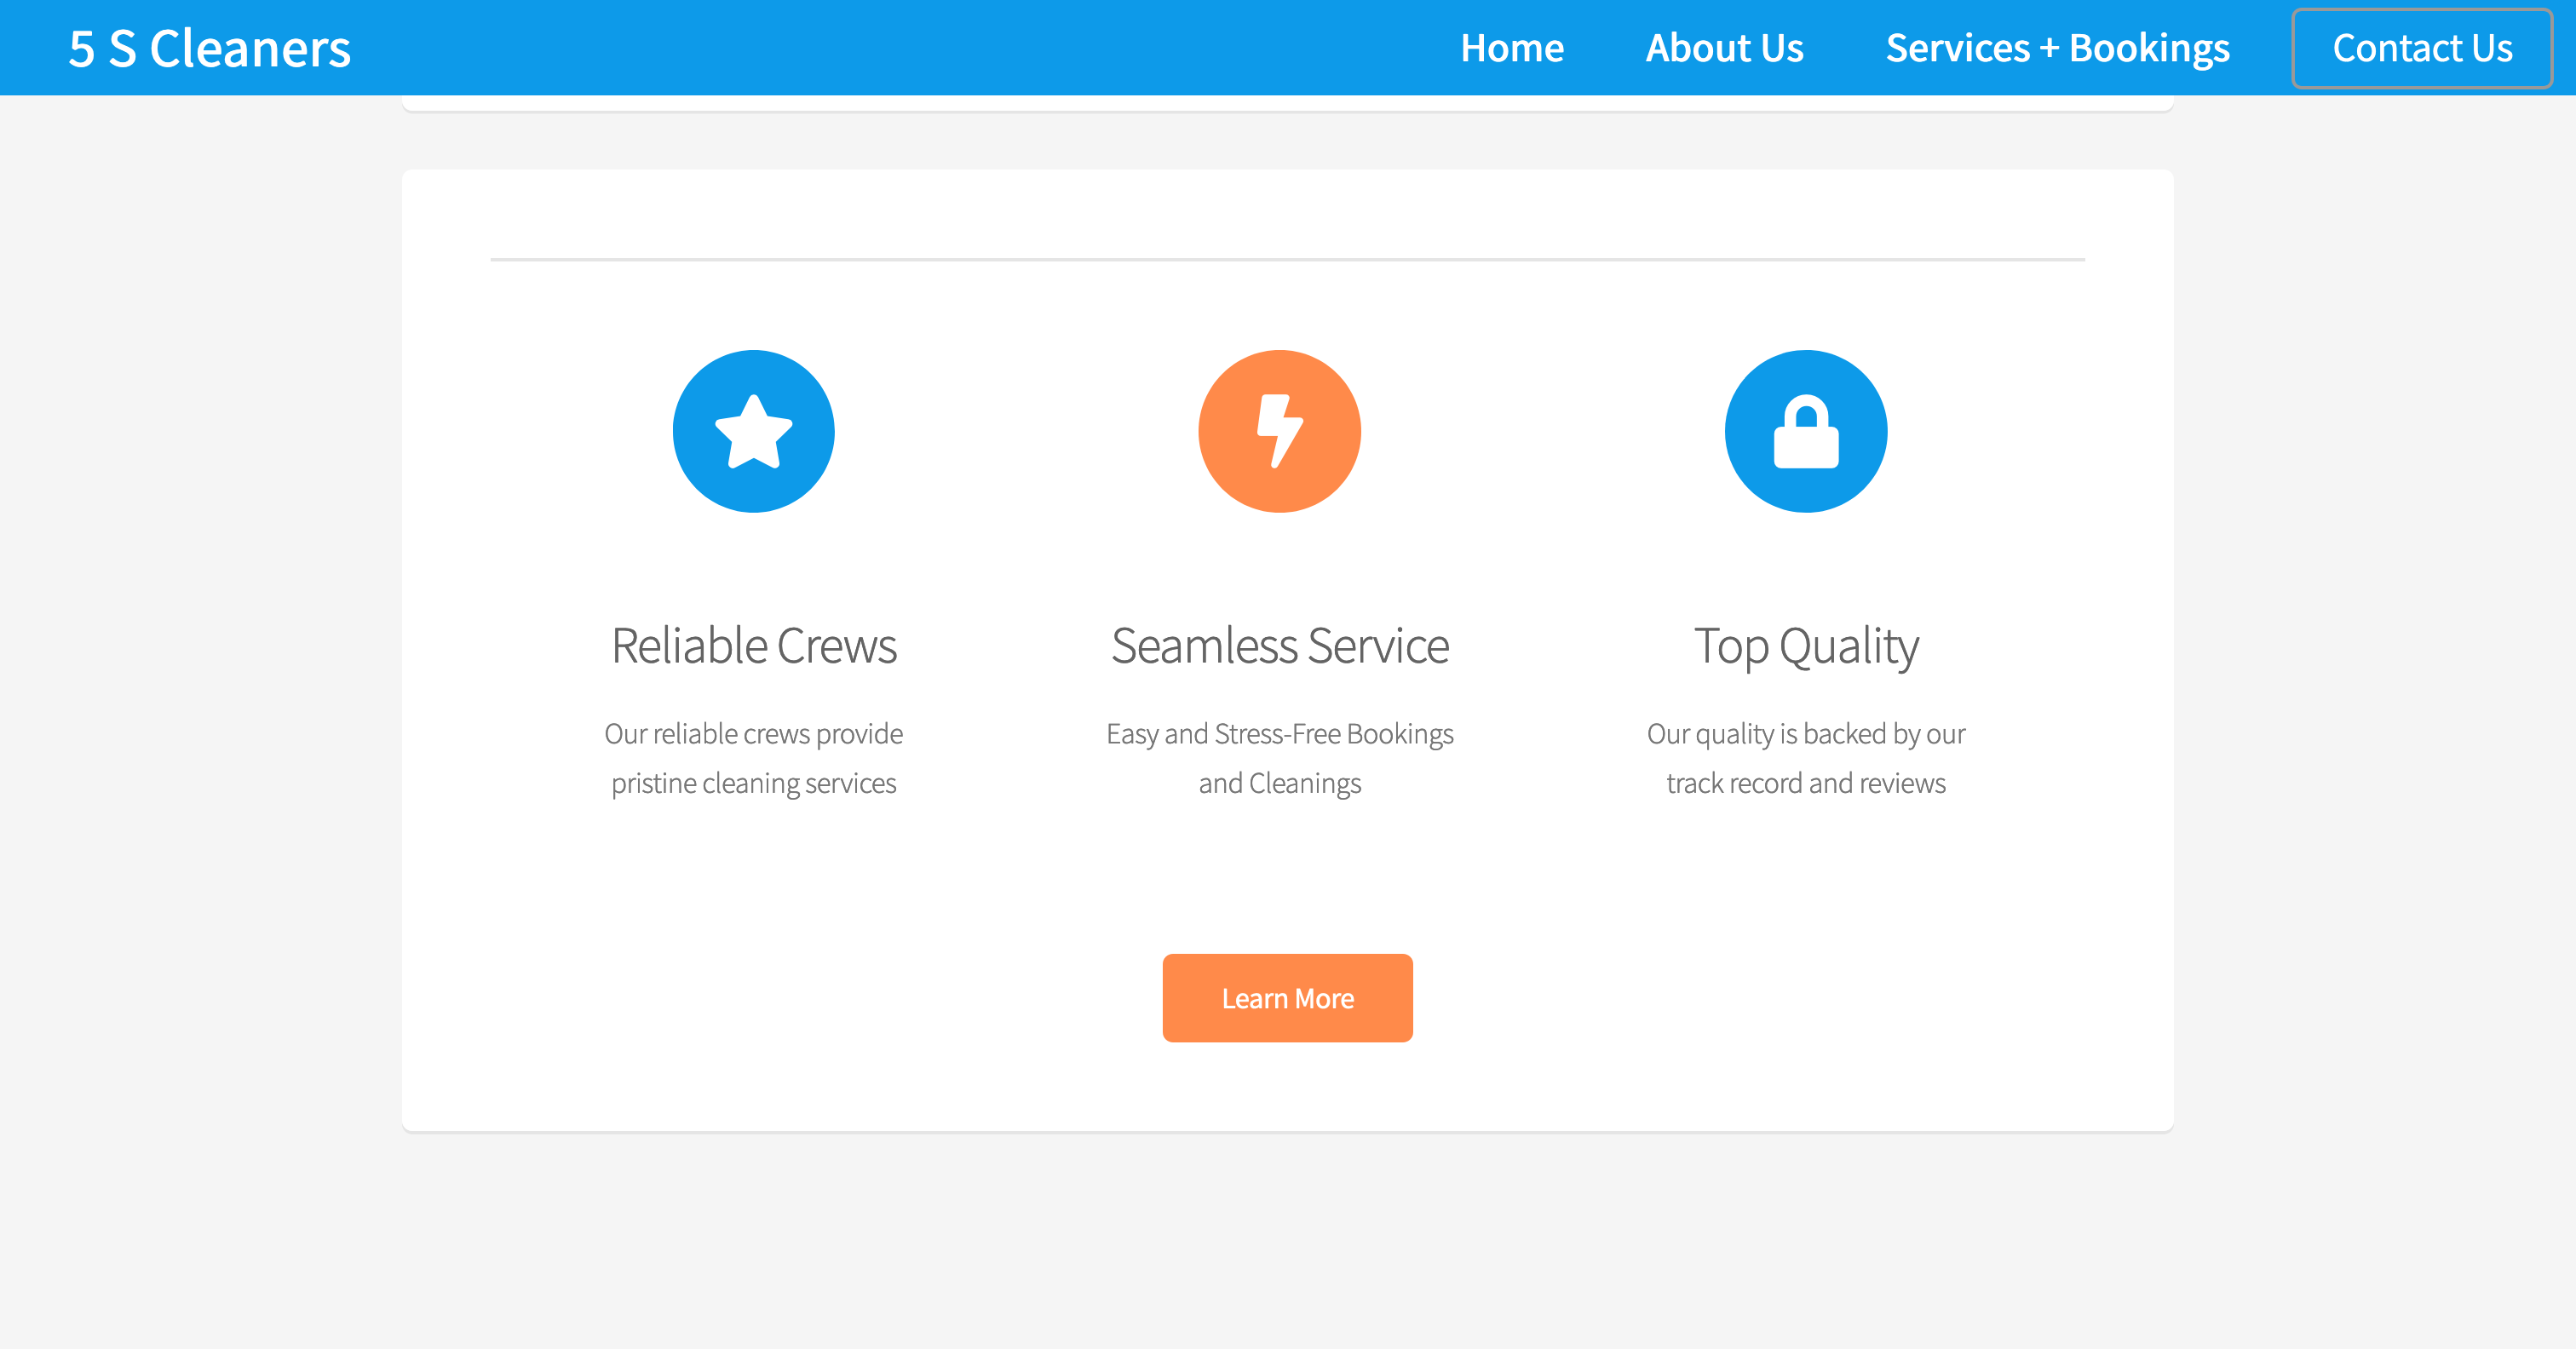 5 S Cleaners
Home
About Us
Services + Bookings
Contact Us
Reliable Crews
Our reliable crews provide
pristine cleaning services
Seamless Service
Easy and Stress-Free Bookings
and Cleanings
Top Quality
Our quality is backed by our
track record and reviews
Learn More